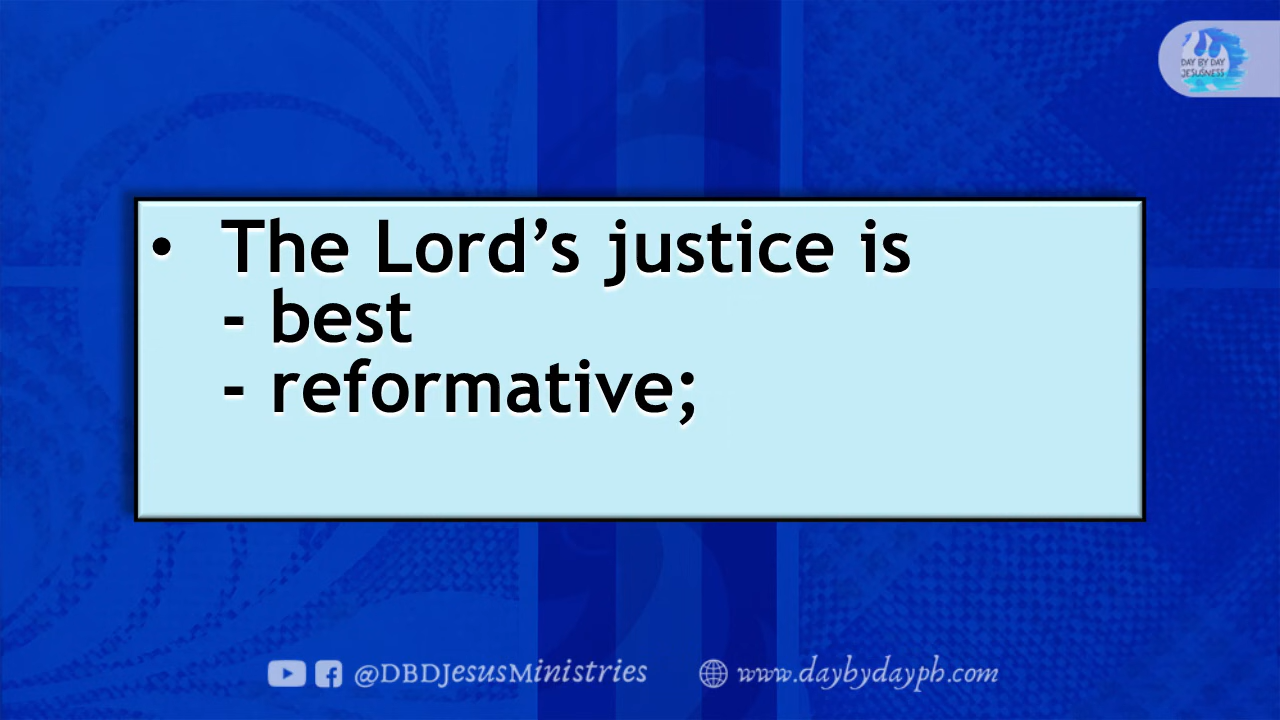 DAY BY DAY
JESUSNESS
• The Lord’s justice is
- best
- reformative;
@DBDJesusMinistries
www.daybydayph.com